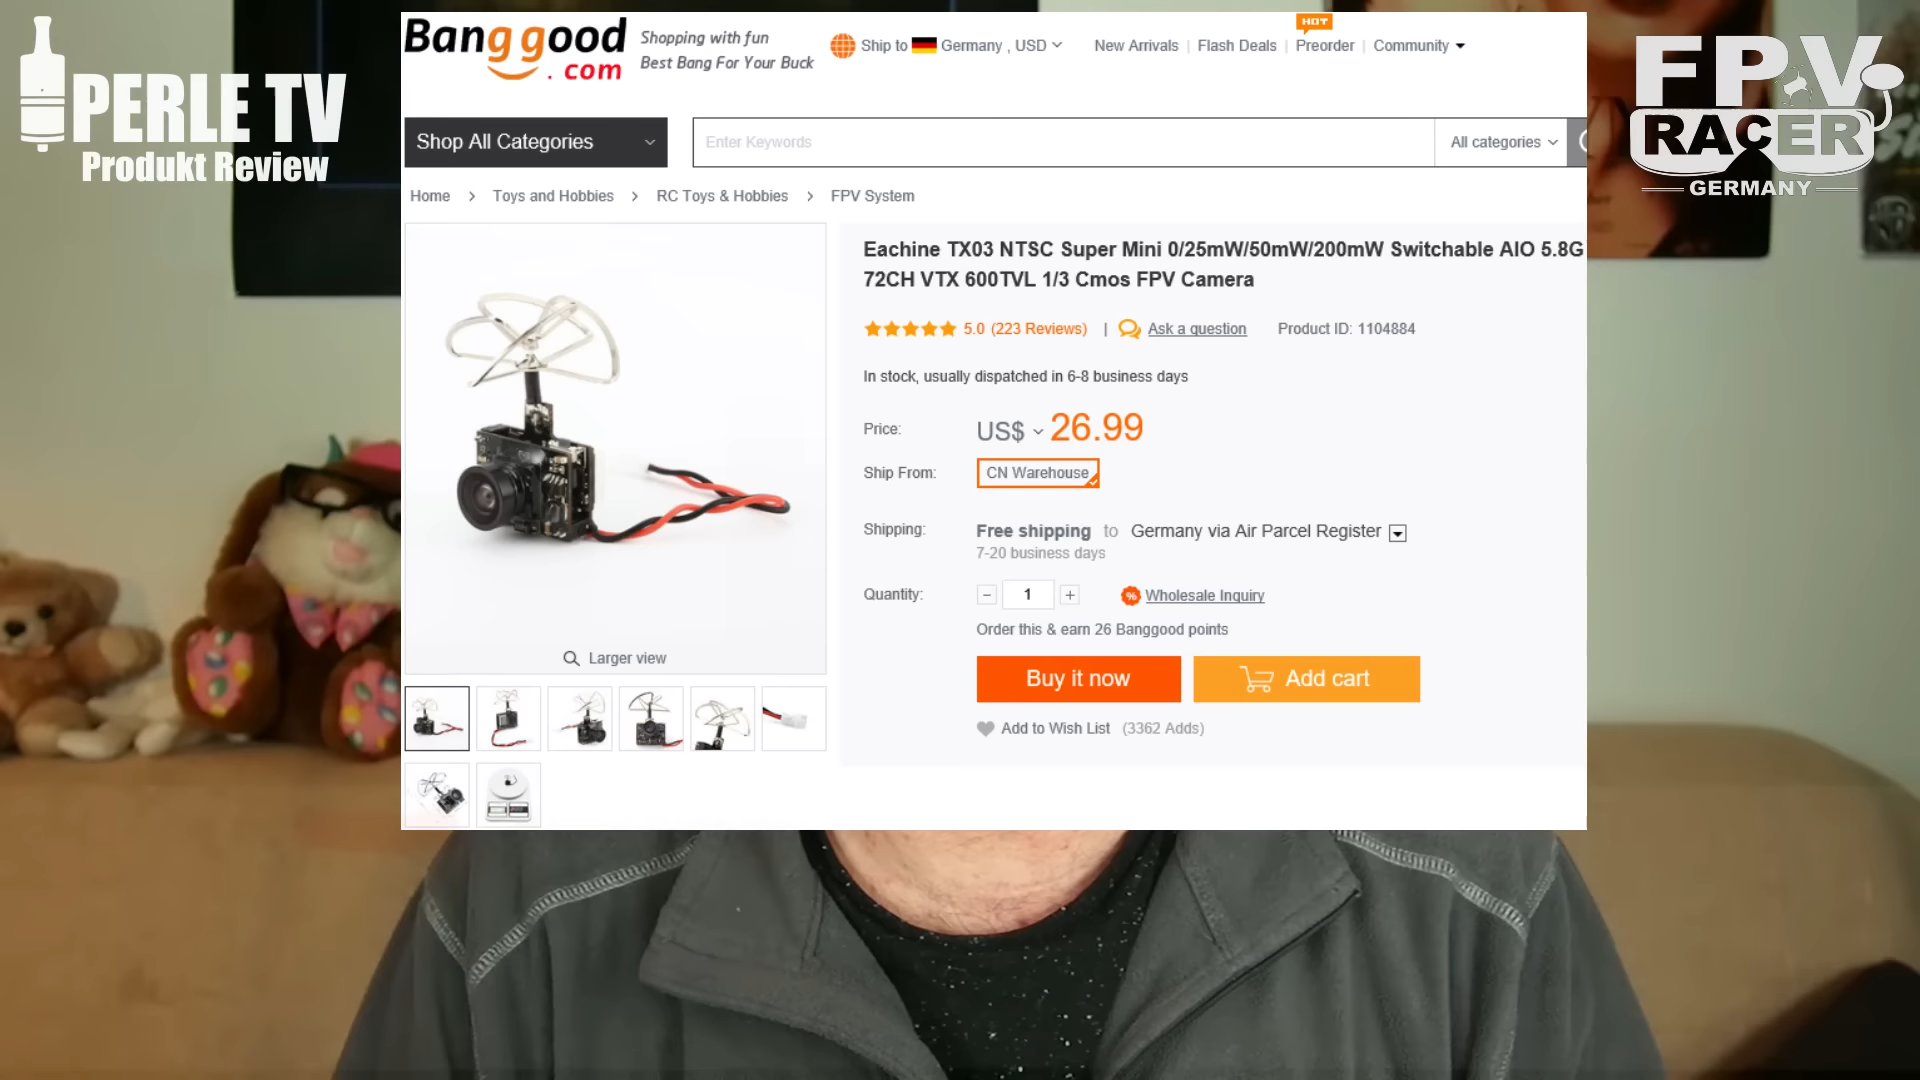 PERLE TV
Produkt Review
Banggood
.com
Shopping with fun
Best Bang For Your Buck
Ship to Germany , USD
New Arrivals | Flash Deals | Preorder | Community
HOT
FPV
RACER
GERMANY
Shop All Categories
Enter Keywords
All categories
Home > Toys and Hobbies > RC Toys & Hobbies > FPV System
Eachine TX03 NTSC Super Mini 0/25mW/50mW/200mW Switchable AIO 5.8G
72CH VTX 600TVL 1/3 Cmos FPV Camera
5.0 (223 Reviews) | Ask a question Product ID: 1104884
In stock, usually dispatched in 6-8 business days
Price: US$ 26.99
Ship From: CN Warehouse
Shipping: Free shipping to Germany via Air Parcel Register
7-20 business days
Quantity: - 1 + % Wholesale Inquiry
Order this & earn 26 Banggood points
Larger view
Buy it now Add cart
Add to Wish List (3362 Adds)